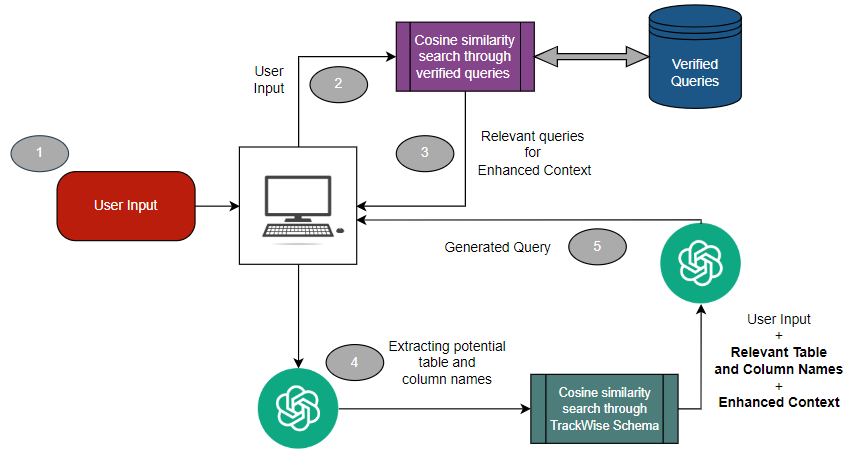 1
User Input
User
Input
2
Cosine similarity
search through
verified queries
Verified
Queries
3
Relevant queries
for
Enhanced Context
Generated Query
5
4
Extracting potential
table and
column names
Cosine similarity
search through
TrackWise Schema
User Input
+
Relevant Table
and Column Names
+
Enhanced Context